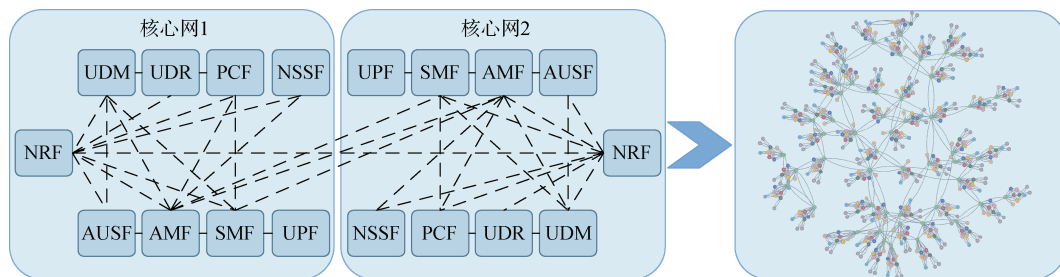 核心网1
核心网2
UDM UDR PCF NSSF
UPF SMF AMF AUSF
NRF
NRF
AUSF AMF SMF UPF
NSSF PCF UDR UDM